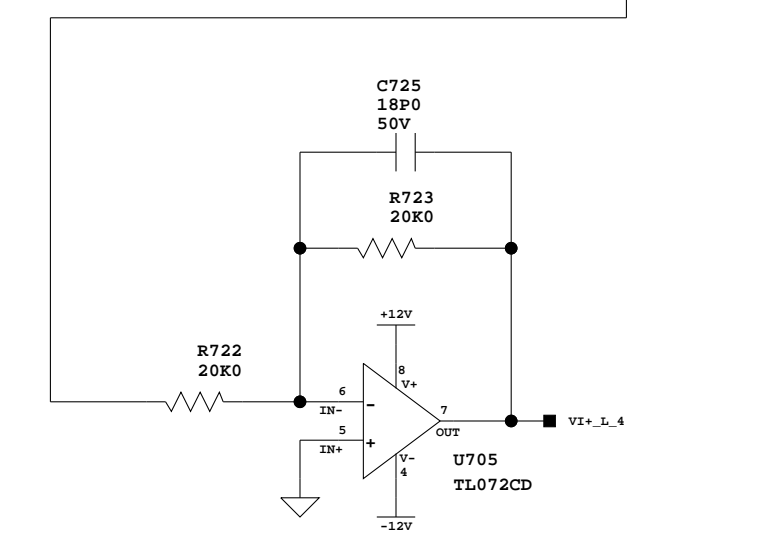 C725
18P0
50V
R723
20K0
+12V
R722
20K0
8
V+
6
IN-
-
7
OUT
VI+_L_4
5
IN+
+
V-
4
U705
TL072CD
-12V